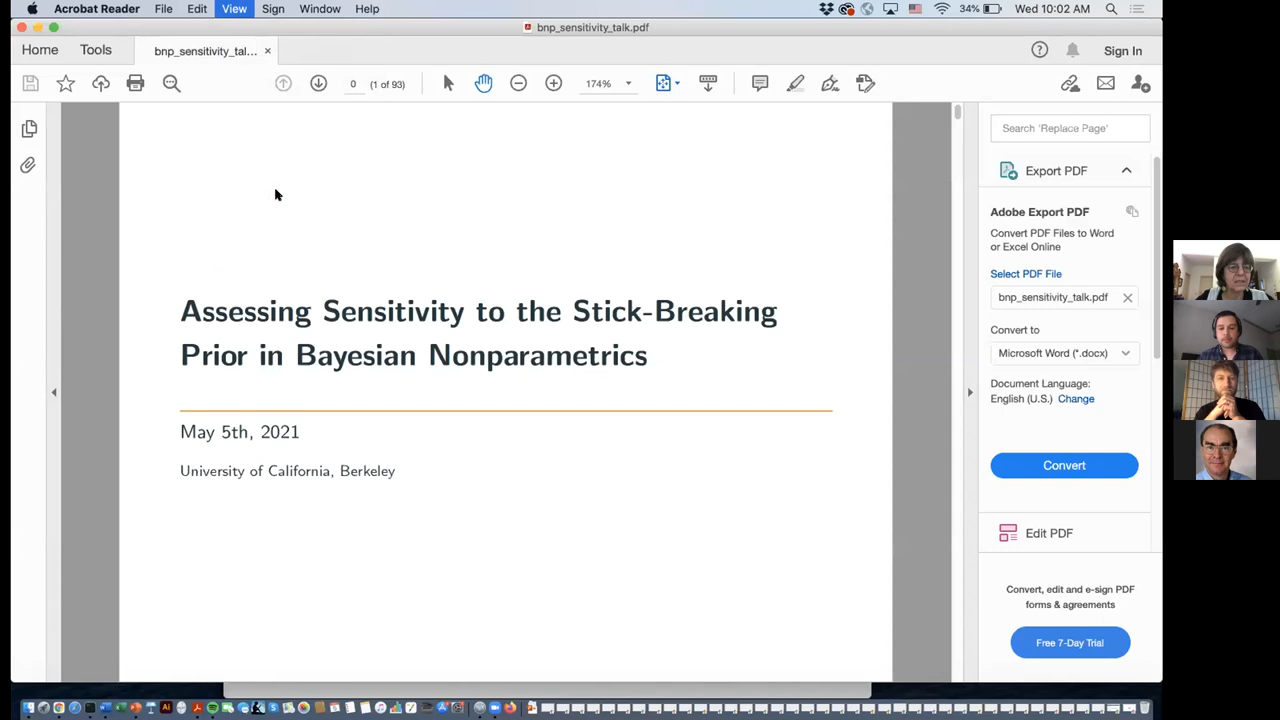 Acrobat Reader File Edit View Sign Window Help
34% Wed 10:02 AM
bnp_sensitivity_talk.pdf
Home Tools bnp_sensitivity_tal... × Sign In
0 (1 of 93) 174%
Search 'Replace Page'
Export PDF
Adobe Export PDF
Convert PDF Files to Word
or Excel Online
Select PDF File
bnp_sensitivity_talk.pdf
Convert to
Microsoft Word (*.docx)
Document Language:
English (U.S.) Change
Convert
Edit PDF
Convert, edit and e-sign PDF
forms & agreements
Free 7-Day Trial
Assessing Sensitivity to the Stick-Breaking
Prior in Bayesian Nonparametrics
May 5th, 2021
University of California, Berkeley